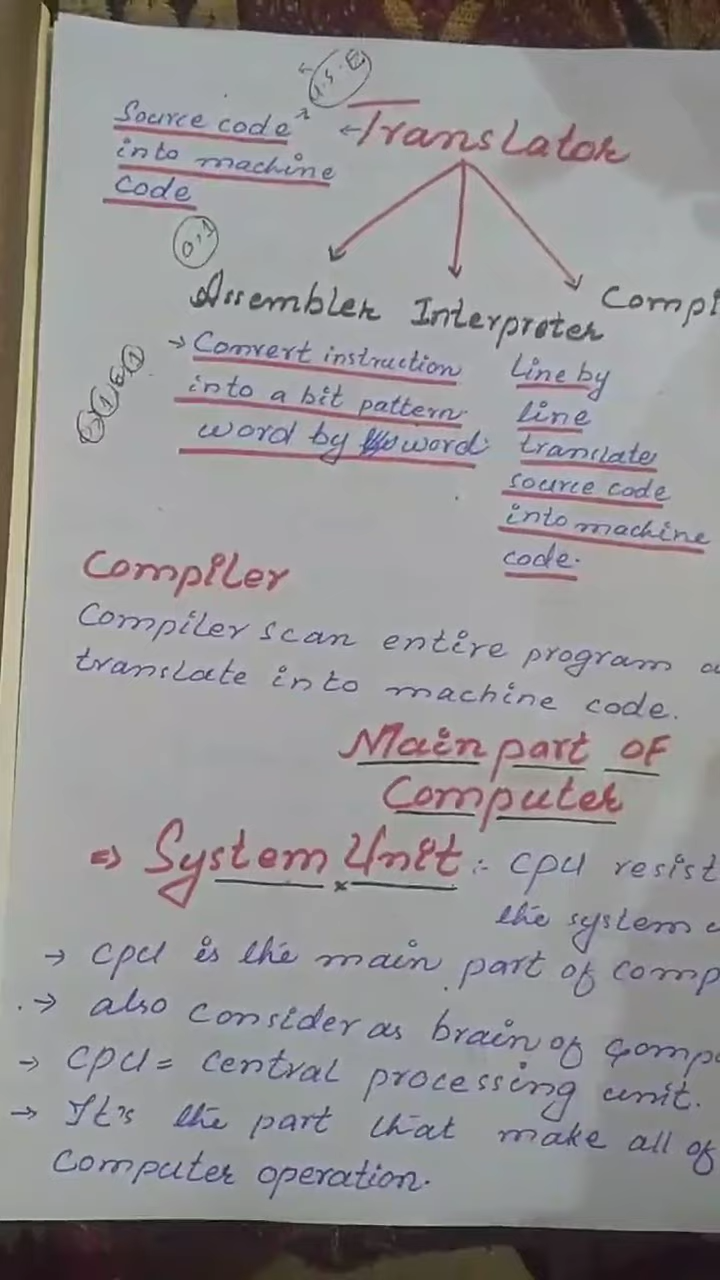 Source code
into machine
code
Translator
0,1
Assembler Interproter Compi
→ Convert instruction
into a bit pattern
word by word.
Line by
line
translate
source code
into machine
code.
Compiler
Compiler scan entire program
translate into machine code.
Main part of
Computer
⇒ System Unit :- CPU resist
the system
→ CPU is the main part of comp
→ also consider as brain of comp
→ CPU = central processing unit.
→ It's the part that make all of
computer operation.